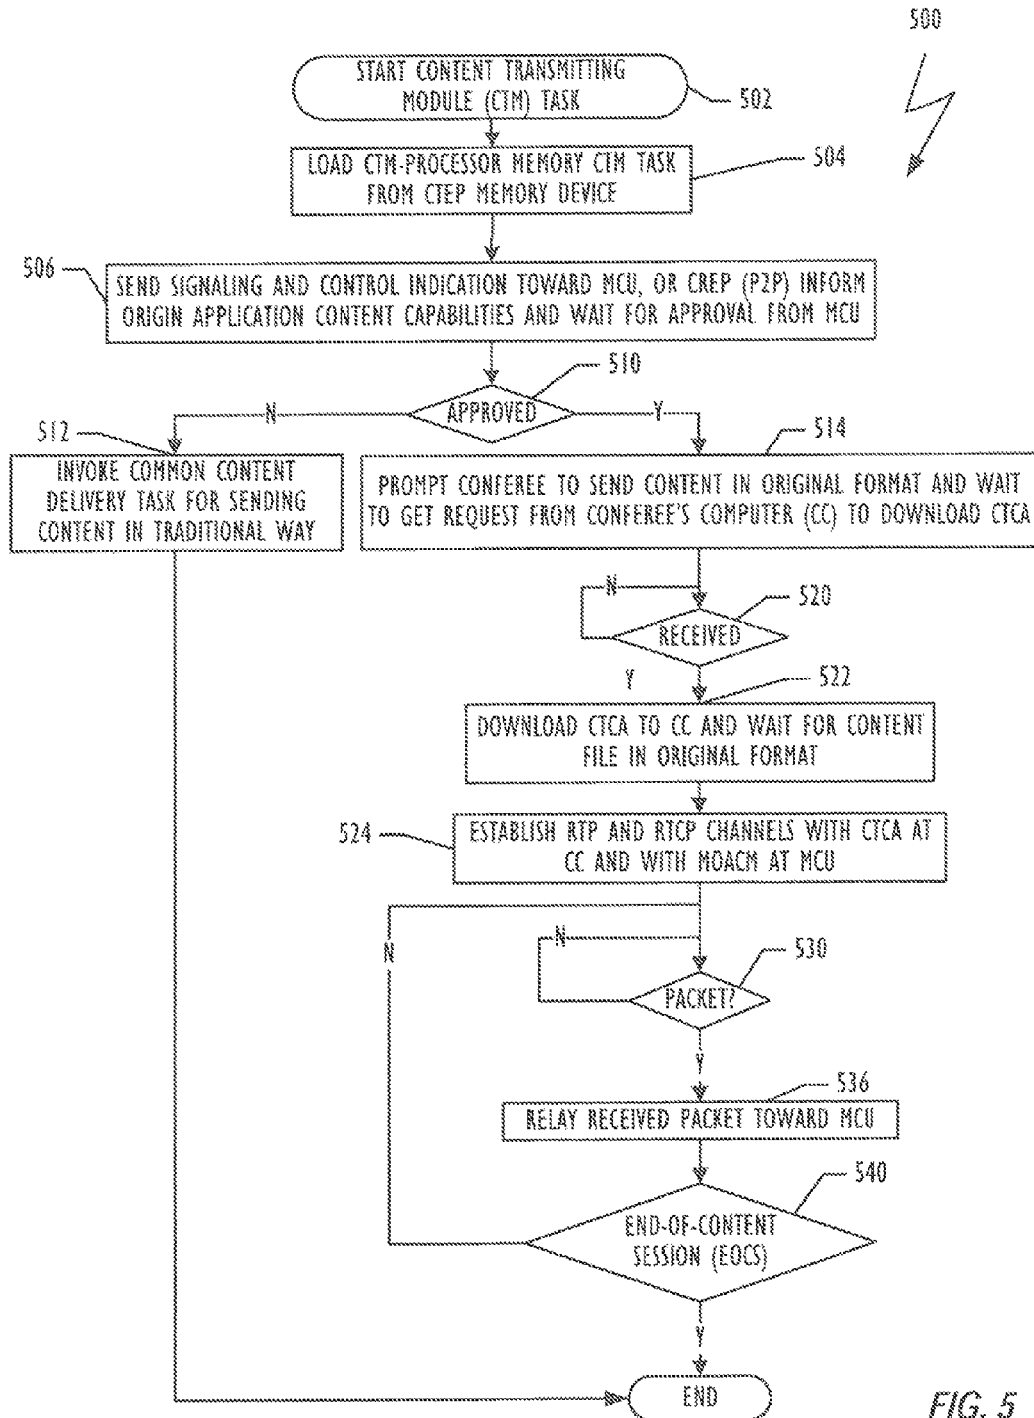 500
START CONTENT TRANSMITTING
MODULE (CTM) TASK
502
LOAD CTM-PROCESSOR MEMORY CTM TASK
FROM CTEP MEMORY DEVICE
504
506
SEND SIGNALING AND CONTROL INDICATION TOWARD MCU, OR CREP (P2P) INFORM
ORIGIN APPLICATION CONTENT CAPABILITIES AND WAIT FOR APPROVAL FROM MCU
510
APPROVED
N
Y
512
INVOKE COMMON CONTENT
DELIVERY TASK FOR SENDING
CONTENT IN TRADITIONAL WAY
514
PROMPT CONFEREE TO SEND CONTENT IN ORIGINAL FORMAT AND WAIT
TO GET REQUEST FROM CONFEREE'S COMPUTER (CC) TO DOWNLOAD CTCA
N
520
RECEIVED
Y
522
DOWNLOAD CTCA TO CC AND WAIT FOR CONTENT
FILE IN ORIGINAL FORMAT
524
ESTABLISH RTP AND RTCP CHANNELS WITH CTCA AT
CC AND WITH MOACM AT MCU
N
N
530
PACKET?
Y
536
RELAY RECEIVED PACKET TOWARD MCU
540
END-OF-CONTENT
SESSION (EOCS)
Y
END
FIG. 5